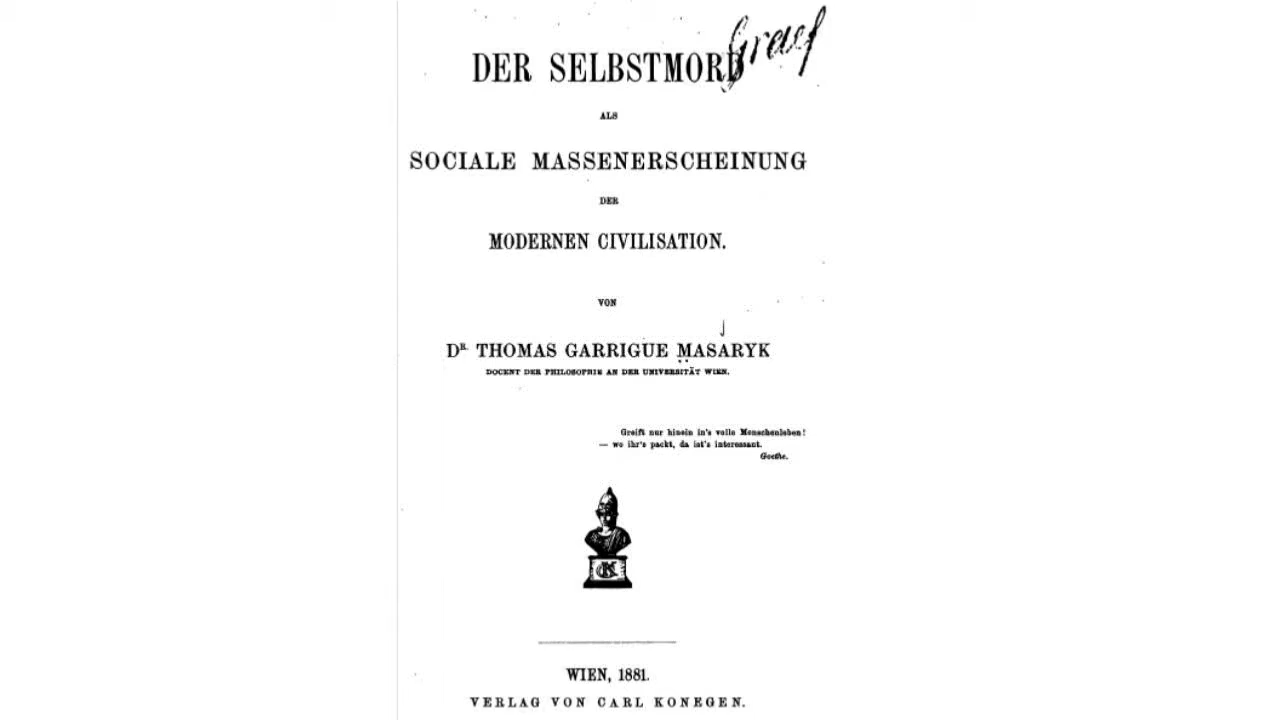 Graef
DER SELBSTMORD
ALS
SOCIALE MASSENERSCHEINUNG
DER
MODERNEN CIVILISATION.
VON
DR. THOMAS GARRIGUE MASARYK
DOCENT DER PHILOSOPHIE AN DER UNIVERSITÄT WIEN.
Greift nur hinein in's volle Menschenleben!
— wo ihr's packt, da ist's interessant.
Goethe.
CK
WIEN, 1881.
VERLAG VON CARL KONEGEN.